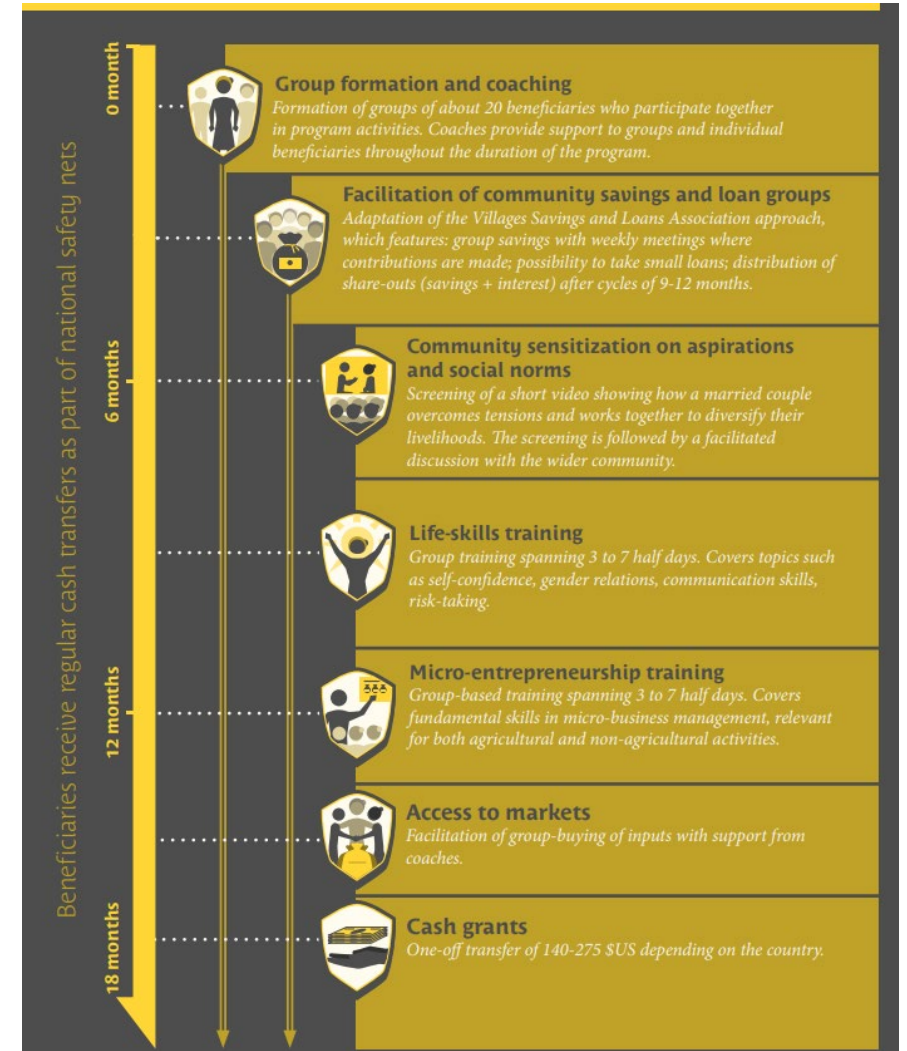 Beneficiaries receive regular cash transfers as part of national safety nets
0 month
Group formation and coaching
Formation of groups of about 20 beneficiaries who participate together
in program activities. Coaches provide support to groups and individual
beneficiaries throughout the duration of the program.
Facilitation of community savings and loan groups
Adaptation of the Villages Savings and Loans Association approach,
which features: group savings with weekly meetings where
contributions are made; possibility to take small loans; distribution of
share-outs (savings + interest) after cycles of 9-12 months.
6 months
Community sensitization on aspirations
and social norms
Screening of a short video showing how a married couple
overcomes tensions and works together to diversify their
livelihoods. The screening is followed by a facilitated
discussion with the wider community.
Life-skills training
Group training spanning 3 to 7 half days. Covers topics such
as self-confidence, gender relations, communication skills,
risk-taking.
12 months
Micro-entrepreneurship training
Group-based training spanning 3 to 7 half days. Covers
fundamental skills in micro-business management, relevant
for both agricultural and non-agricultural activities.
Access to markets
Facilitation of group-buying of inputs with support from
coaches.
18 months
Cash grants
One-off transfer of 140-275 $US depending on the country.